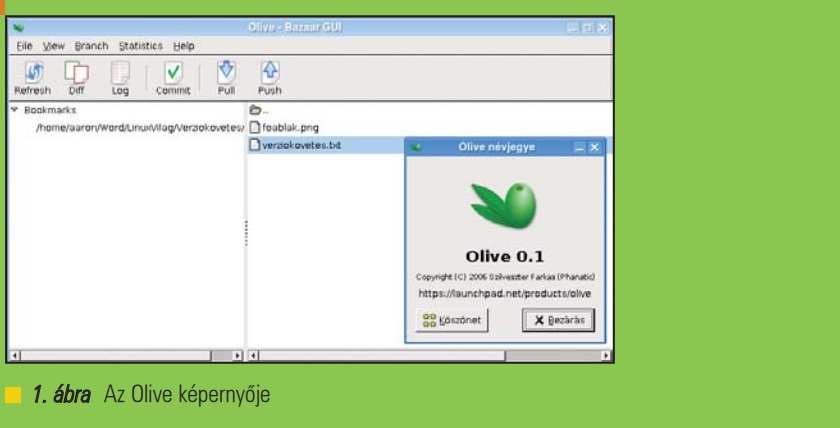 Olive - Bazaar GUI
File View Branch Statistics Help
Refresh Diff Log Commit Pull Push
Bookmarks
/home/aaron/Word/LinuxVilag/Verziokovetes/
..
foablak.png
verziokovetes.txt
Olive névjegye
Olive 0.1
Copyright (C) 2006 Szilveszter Farkas (Phanatic)
https://launchpad.net/products/olive
Köszönet
Bezárás
1. ábra Az Olive képernyője